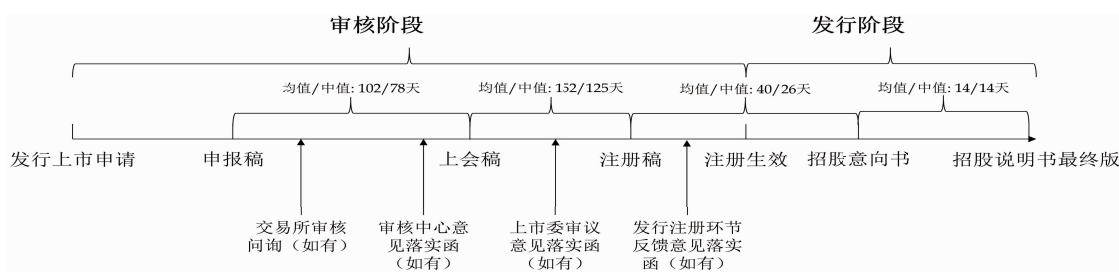 审核阶段
发行阶段
均值/中值: 102/78天
均值/中值: 152/125天
均值/中值: 40/26天
均值/中值: 14/14天
发行上市申请
申报稿
上会稿
注册稿
注册生效
招股意向书
招股说明书最终版
交易所审核
问询（如有）
审核中心意
见落实函
（如有）
上市委审议
意见落实函
（如有）
发行注册环节
反馈意见落实
函（如有）